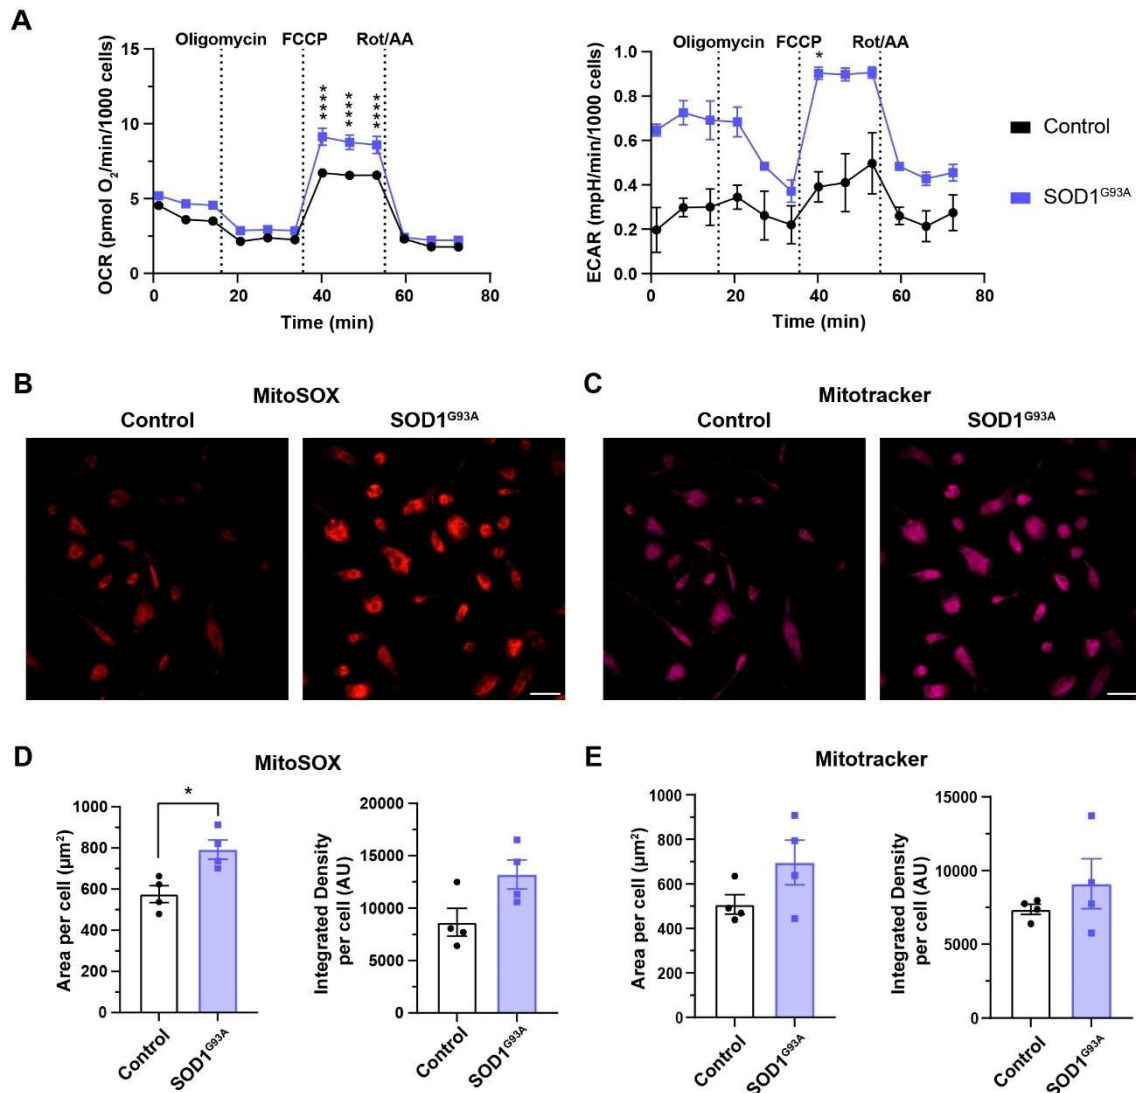 A
Oligomycin FCCP Rot/AA
OCR (pmol O₂/min/1000 cells)
15
10
5
0
****
****
****
0 20 40 60 80
Time (min)
Oligomycin FCCP Rot/AA
ECAR (mpH/min/1000 cells)
1.0
0.8
0.6
0.4
0.2
0.0
*
0 20 40 60 80
Time (min)
Control
SOD1ᴳ⁹³ᴬ
B
MitoSOX
Control SOD1ᴳ⁹³ᴬ
C
Mitotracker
Control SOD1ᴳ⁹³ᴬ
D
MitoSOX
Area per cell (µm²)
1000
800
600
400
200
0
*
Control
SOD1ᴳ⁹³ᴬ
Integrated Density
per cell (AU)
20000
15000
10000
5000
0
Control
SOD1ᴳ⁹³ᴬ
E
Mitotracker
Area per cell (µm²)
1000
800
600
400
200
0
Control
SOD1ᴳ⁹³ᴬ
Integrated Density
per cell (AU)
15000
10000
5000
0
Control
SOD1ᴳ⁹³ᴬ